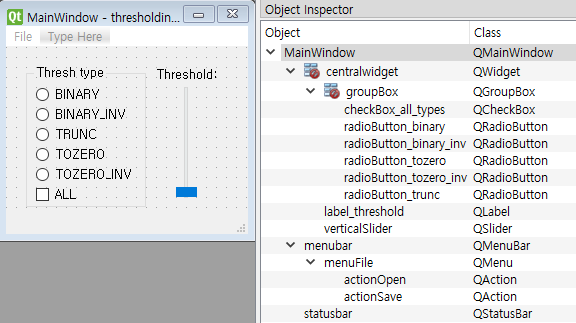 Qt MainWindow - thresholdin...
File Type Here
Thresh type
BINARY
BINARY_INV
TRUNC
TOZERO
TOZERO_INV
ALL
Threshold:
Object Inspector
Object Class
MainWindow QMainWindow
centralwidget QWidget
groupBox QGroupBox
checkBox_all_types QCheckBox
radioButton_binary QRadioButton
radioButton_binary_inv QRadioButton
radioButton_tozero QRadioButton
radioButton_tozero_inv QRadioButton
radioButton_trunc QRadioButton
label_threshold QLabel
verticalSlider QSlider
menubar QMenuBar
menuFile QMenu
actionOpen QAction
actionSave QAction
statusbar QStatusBar